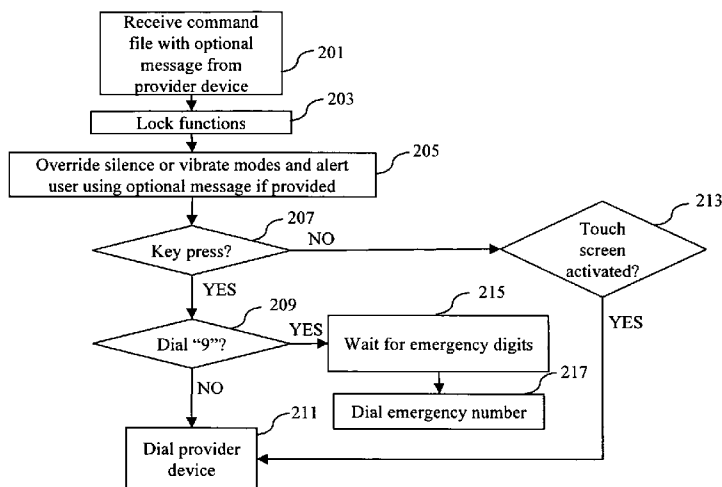 Receive command
file with optional
message from
provider device
201
203
Lock functions
205
Override silence or vibrate modes and alert
user using optional message if provided
207
Key press?
NO
213
Touch
screen
activated?
YES
YES
209
Dial “9”?
YES
215
Wait for emergency digits
217
Dial emergency number
NO
211
Dial provider
device